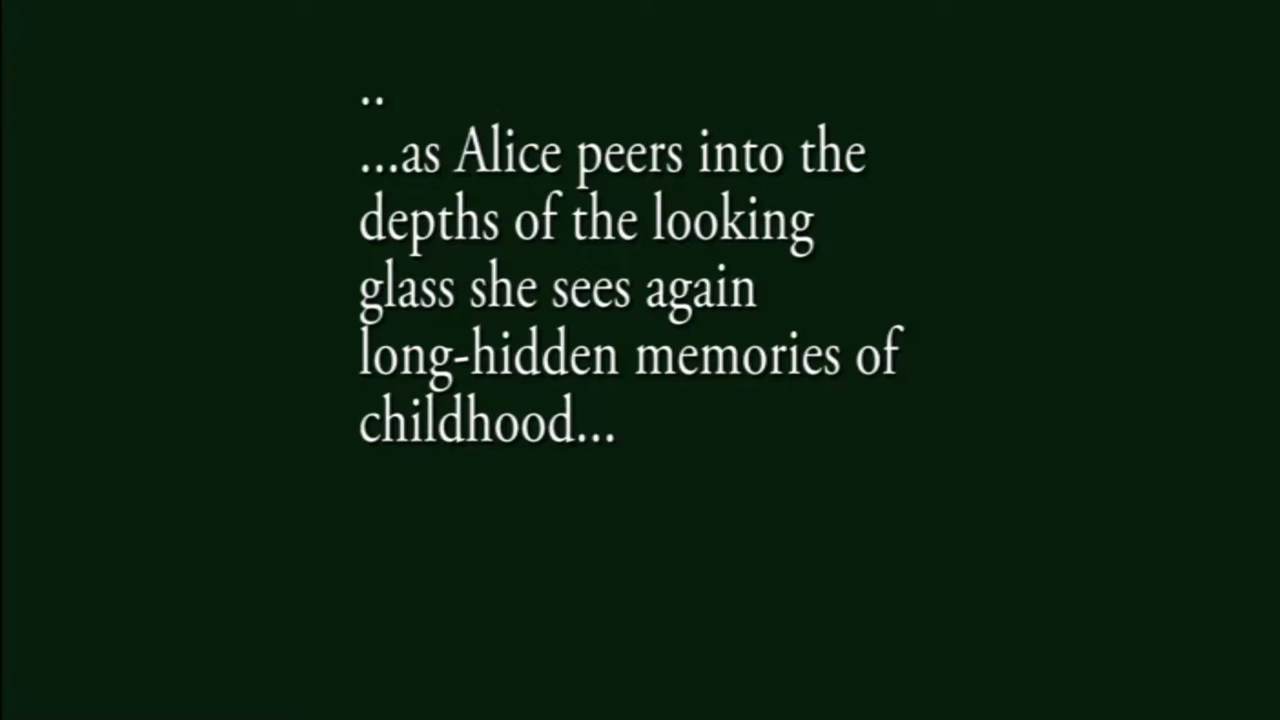 ..
...as Alice peers into the
depths of the looking
glass she sees again
long-hidden memories of
childhood...